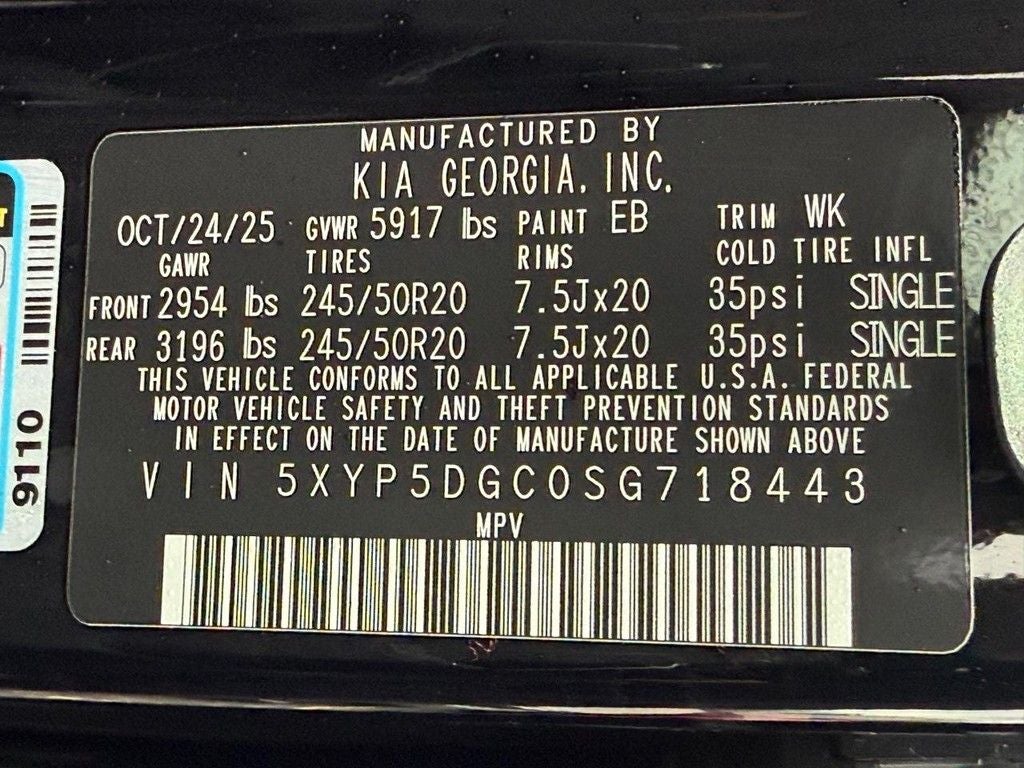 MANUFACTURED BY
KIA GEORGIA, INC.
OCT/24/25 GVWR 5917 lbs PAINT EB TRIM WK
GAWR TIRES RIMS COLD TIRE INFL
FRONT 2954 lbs 245/50R20 7.5Jx20 35psi SINGLE
REAR 3196 lbs 245/50R20 7.5Jx20 35psi SINGLE
THIS VEHICLE CONFORMS TO ALL APPLICABLE U.S.A. FEDERAL
MOTOR VEHICLE SAFETY AND THEFT PREVENTION STANDARDS
IN EFFECT ON THE DATE OF MANUFACTURE SHOWN ABOVE
VIN 5XYP5DGC0SG718443
MPV
9110